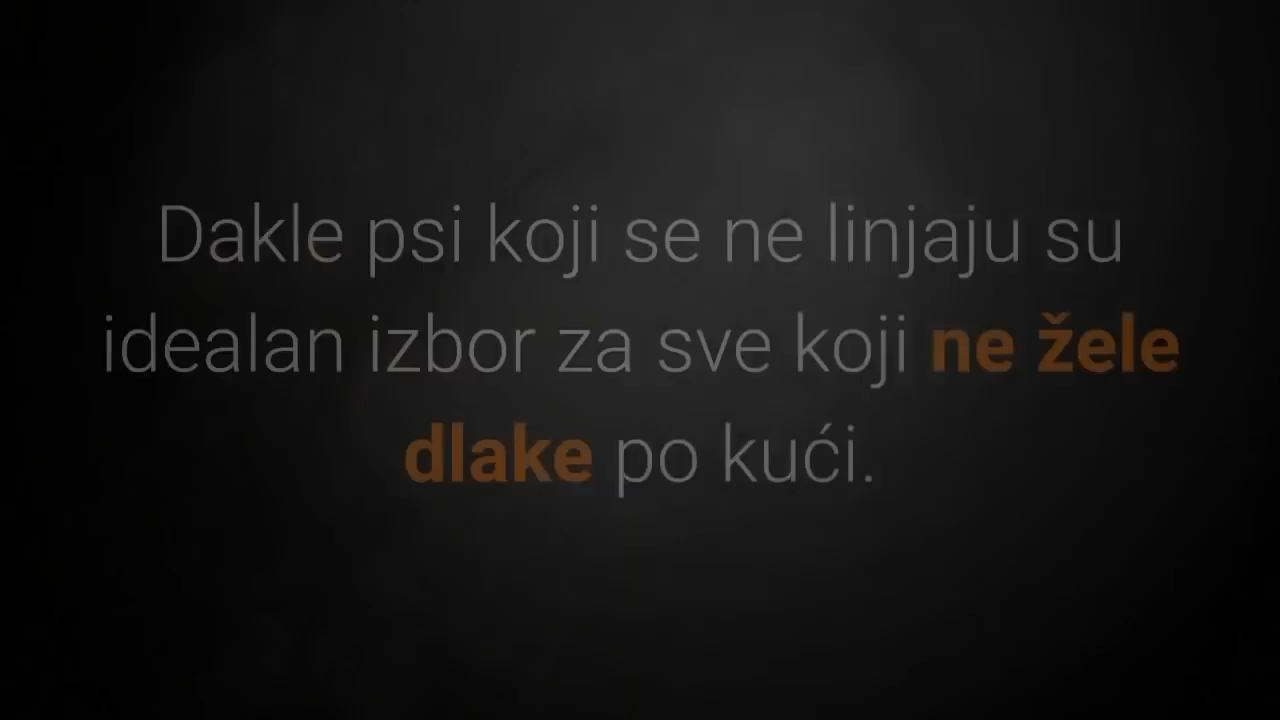 Dakle psi koji se ne linjaju su
idealan izbor za sve koji ne žele
dlake po kući.